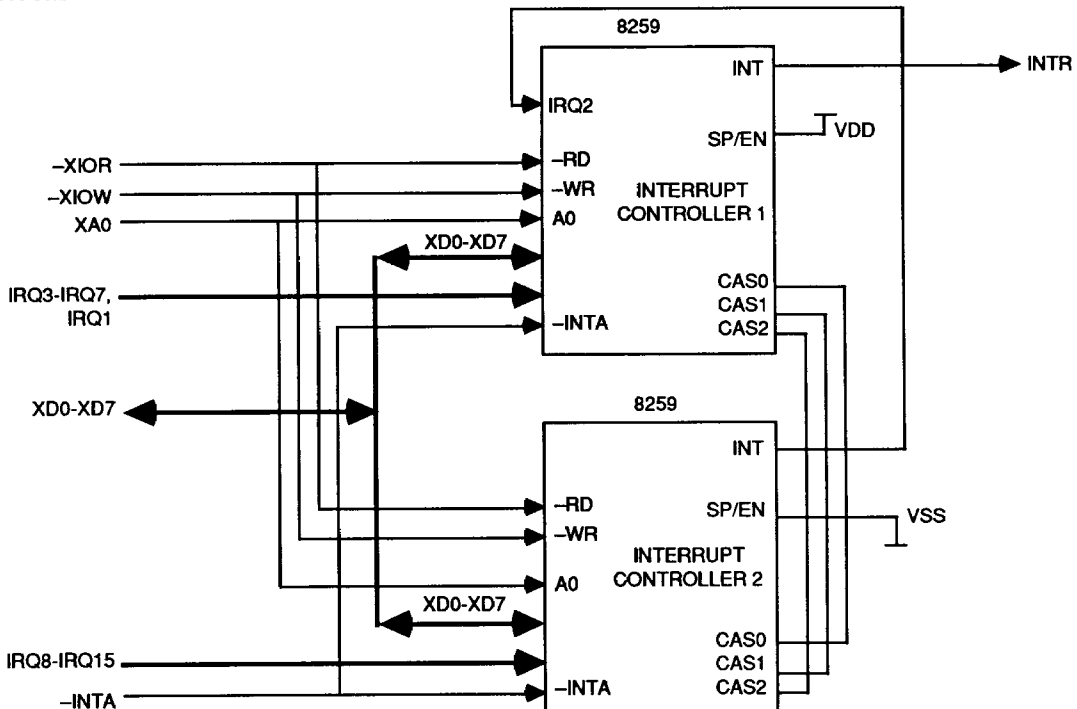 8259
INT
INTR
IRQ2
SP/EN
VDD
–XIOR
–RD
–XIOW
–WR
INTERRUPT
CONTROLLER 1
XA0
A0
XD0-XD7
IRQ3-IRQ7,
IRQ1
CAS0
CAS1
CAS2
–INTA
XD0-XD7
8259
INT
–RD
SP/EN
VSS
–WR
INTERRUPT
CONTROLLER 2
A0
XD0-XD7
IRQ8-IRQ15
CAS0
CAS1
CAS2
–INTA
–INTA